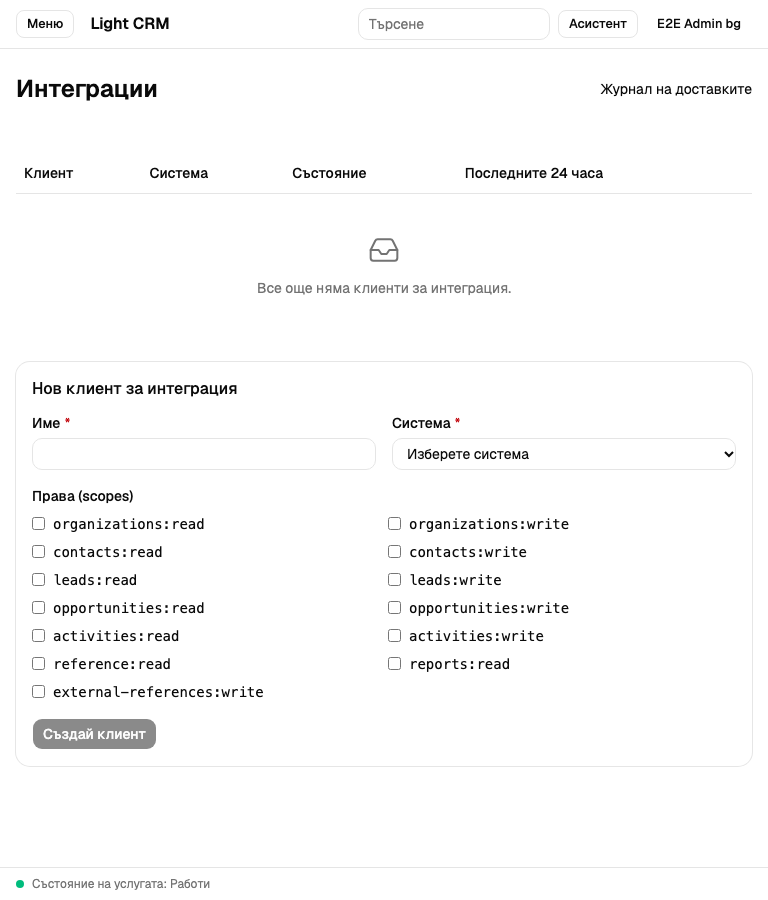 Меню Light CRM Търсене Асистент E2E Admin bg
Интеграции Журнал на доставките
Клиент Система Състояние Последните 24 часа
Все още няма клиенти за интеграция.
Нов клиент за интеграция
Име * Система *
Изберете система
Права (scopes)
organizations:read organizations:write
contacts:read contacts:write
leads:read leads:write
opportunities:read opportunities:write
activities:read activities:write
reference:read reports:read
external-references:write
Създай клиент
Състояние на услугата: Работи